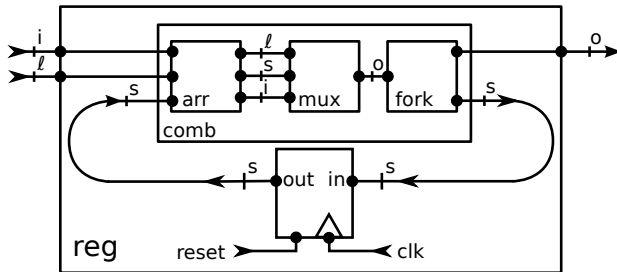 i ℓ o
ℓ s i
arr mux o fork
s s
comb
s s
out in
reg reset clk